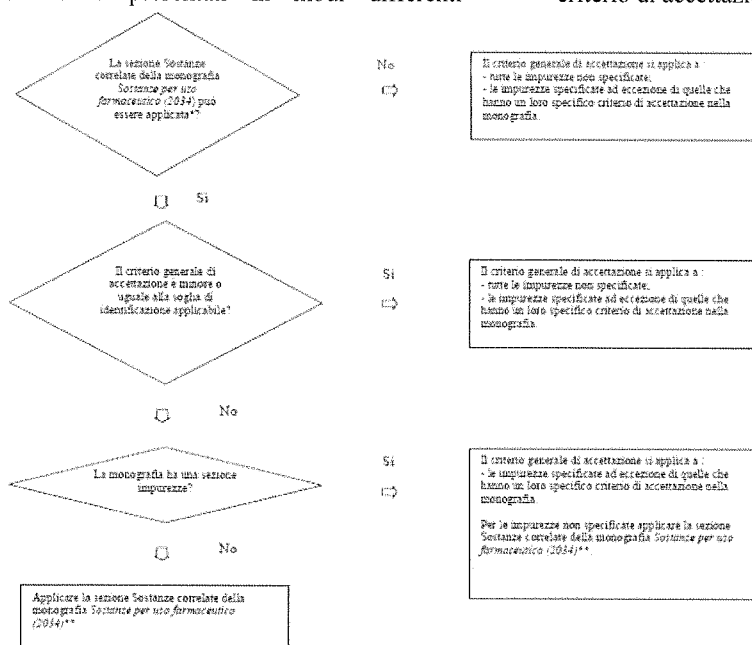 criterio di
La sezione Sostanze
correlate della monografia
Sostanze per uso
farmaceutico (2034) può
essere applicata*?
No
Il criterio generale di accettazione si applica a :
- tutte le impurezze non specificate;
- le impurezze specificate ad eccezione di quelle che
hanno un loro specifico criterio di accettazione nella
monografia.
Sì
Il criterio generale di
accettazione è minore o
uguale alla soglia di
identificazione applicabile?
Sì
Il criterio generale di accettazione si applica a :
- tutte le impurezze non specificate;
- le impurezze specificate ad eccezione di quelle che
hanno un loro specifico criterio di accettazione nella
monografia.
No
La monografia ha una sezione
impurezze?
Sì
Il criterio generale di accettazione si applica a :
- le impurezze specificate ad eccezione di quelle che
hanno un loro specifico criterio di accettazione nella
monografia.
Per le impurezze non specificate applicare la sezione
Sostanze correlate della monografia Sostanze per uso
farmaceutico (2034)**.
No
Applicare la sezione Sostanze correlate della
monografia Sostanze per uso farmaceutico
(2034)**